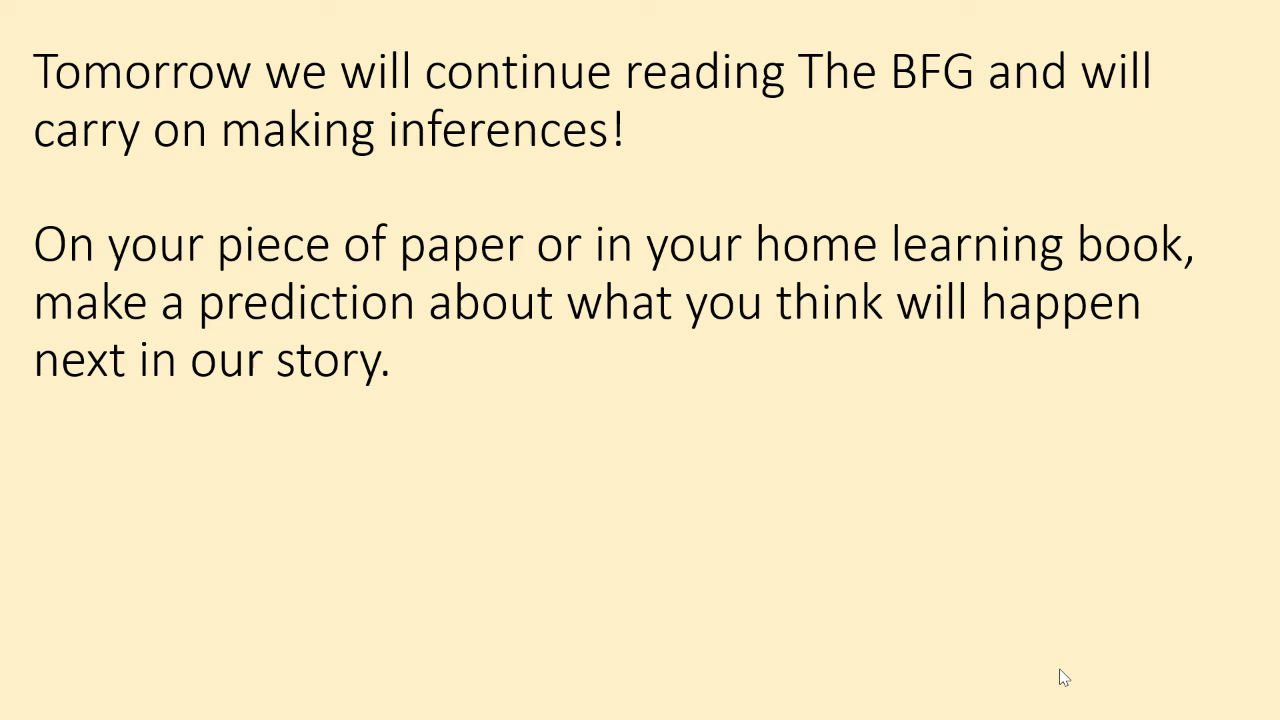 Tomorrow we will continue reading The BFG and will
carry on making inferences!
On your piece of paper or in your home learning book,
make a prediction about what you think will happen
next in our story.